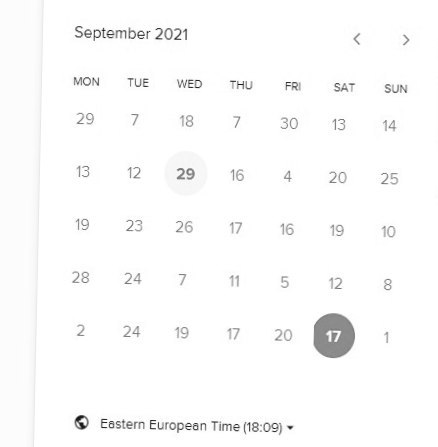 September 2021
MON TUE WED THU FRI SAT SUN
29 7 18 7 30 13 14
13 12 29 16 4 20 25
19 23 26 17 16 19 10
28 24 7 11 5 12 8
2 24 19 17 20 17 1
Eastern European Time (18:09)